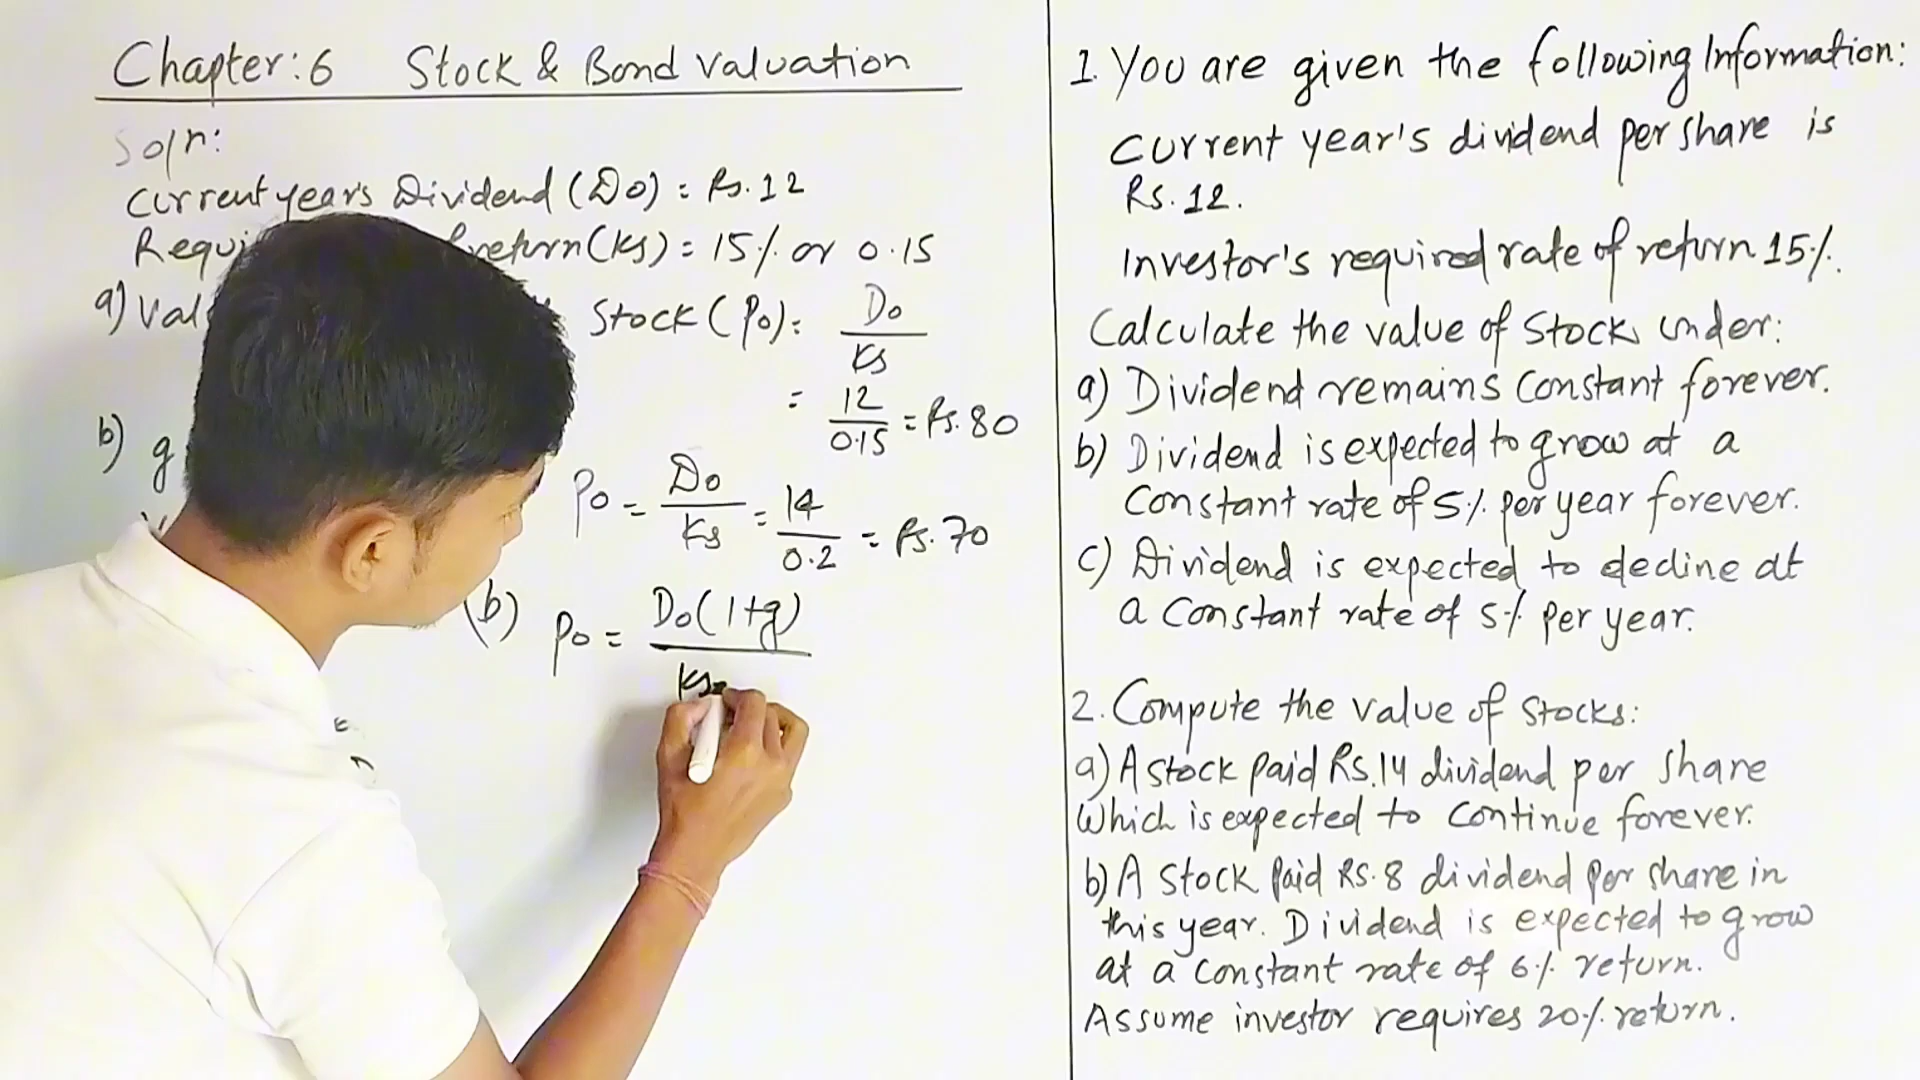 Chapter:6 Stock & Bond Valuation
Soln:
Current year's Dividend (D0) = Rs.12
Requi return (Ks) = 15% or 0.15
a) Val Stock (P0) = D0
Ks
= 12
0.15 = Rs.80
b) g
P0 = D0
Ks = 14
0.2 = Rs.70
(b) P0 = D0(1+g)
Ks-
1. You are given the following Information:
Current year's dividend per share is
Rs.12.
Investor's required rate of return 15%.
Calculate the value of Stock under:
a) Dividend remains Constant forever.
b) Dividend is expected to grow at a
Constant rate of 5% per year forever.
c) Dividend is expected to decline at
a Constant rate of 5% per year.
2. Compute the value of stocks:
a) A stock paid Rs.14 dividend per share
Which is expected to continue forever.
b) A stock paid Rs.8 dividend per share in
this year. Dividend is expected to grow
at a constant rate of 6% return.
Assume investor requires 20% return.